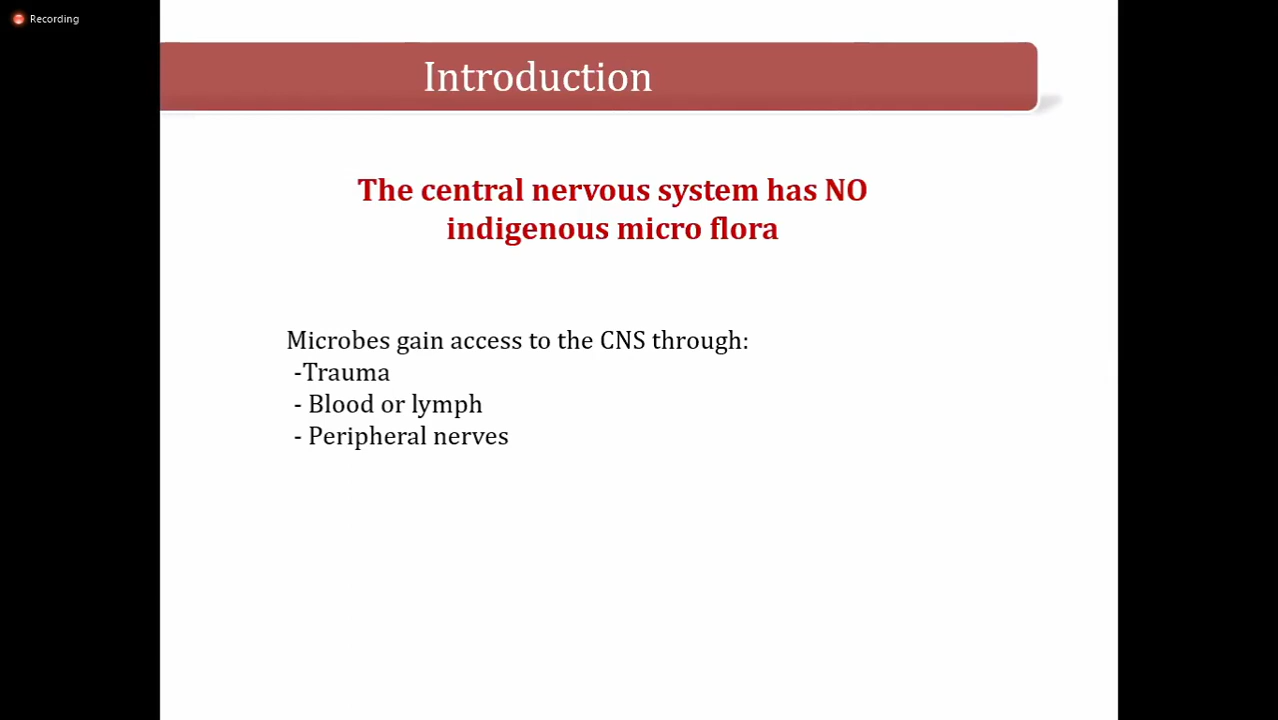 Recording
Introduction
The central nervous system has NO
indigenous micro flora
Microbes gain access to the CNS through:
-Trauma
- Blood or lymph
- Peripheral nerves